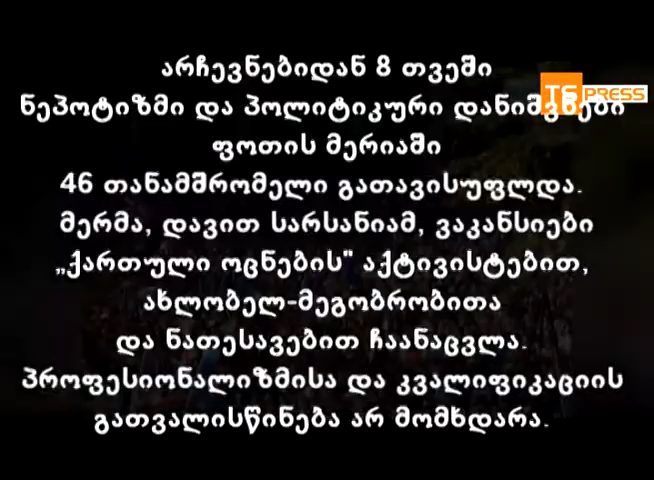 არჩევნებიდან 8 თვეში
ნეპოტიზმი და პოლიტიკური დანიშვნები
TS PRESS
ფოთის მერიაში
46 თანამშრომელი გათავისუფლდა.
მერმა, დავით სარსანიამ, ვაკანსიები
„ქართული ოცნების" აქტივისტებით,
ახლობელ-მეგობრობითა
და ნათესავებით ჩაანაცვლა.
პროფესიონალიზმისა და კვალიფიკაციის
გათვალისწინება არ მომხდარა.